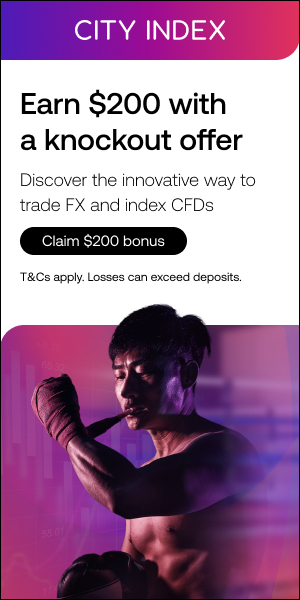 CITY INDEX
Earn $200 with
a knockout offer
Discover the innovative way to
trade FX and index CFDs
Claim $200 bonus
T&Cs apply. Losses can exceed deposits.